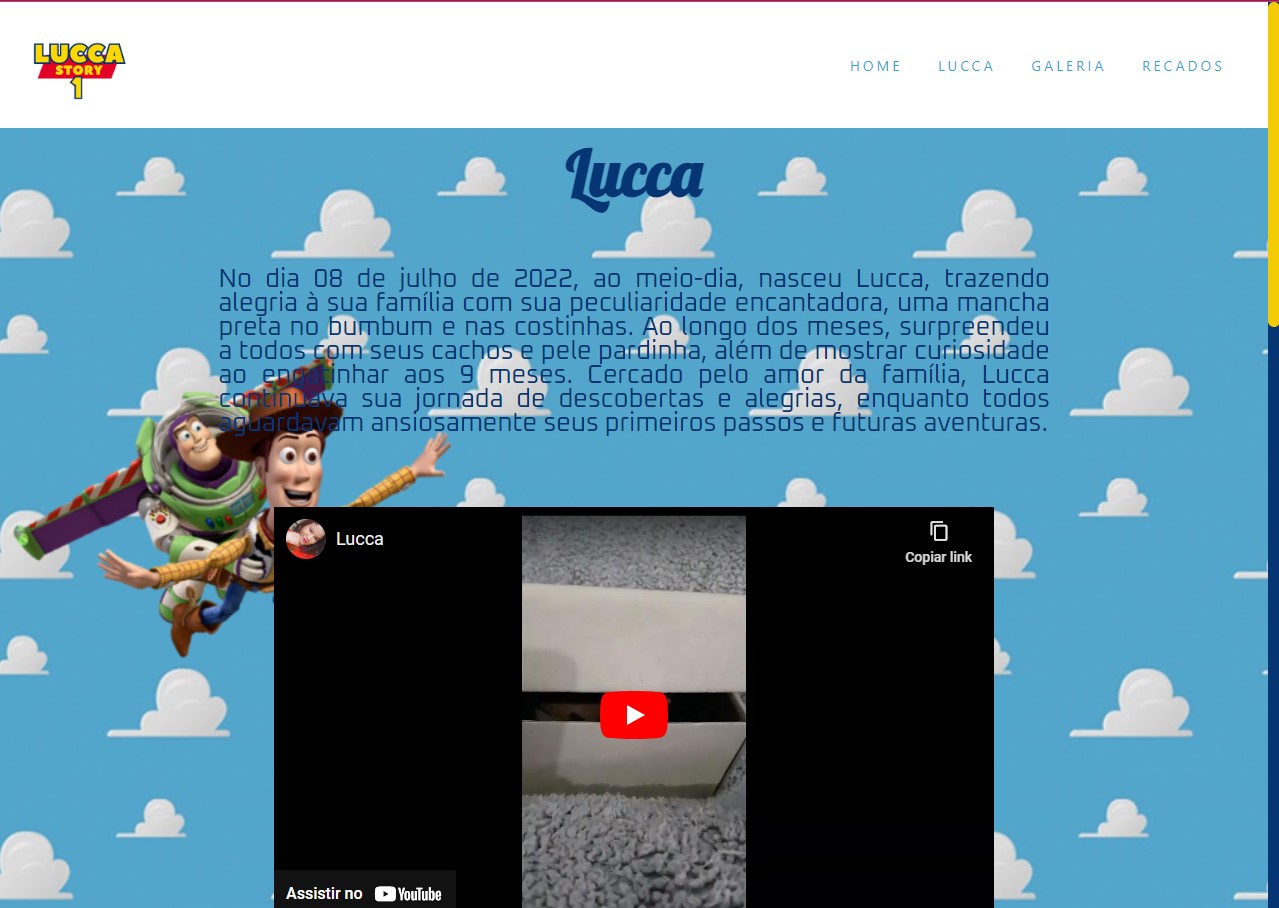 LUCCA
STORY
1
HOME LUCCA GALERIA RECADOS
Lucca
No dia 08 de julho de 2022, ao meio-dia, nasceu Lucca, trazendo
alegria à sua família com sua peculiaridade encantadora, uma mancha
preta no bumbum e nas costinhas. Ao longo dos meses, surpreendeu
a todos com seus cachos e pele pardinha, além de mostrar curiosidade
ao engatinhar aos 9 meses. Cercado pelo amor da família, Lucca
continuava sua jornada de descobertas e alegrias, enquanto todos
aguardavam ansiosamente seus primeiros passos e futuras aventuras.
Lucca
Copiar link
Assistir no YouTube